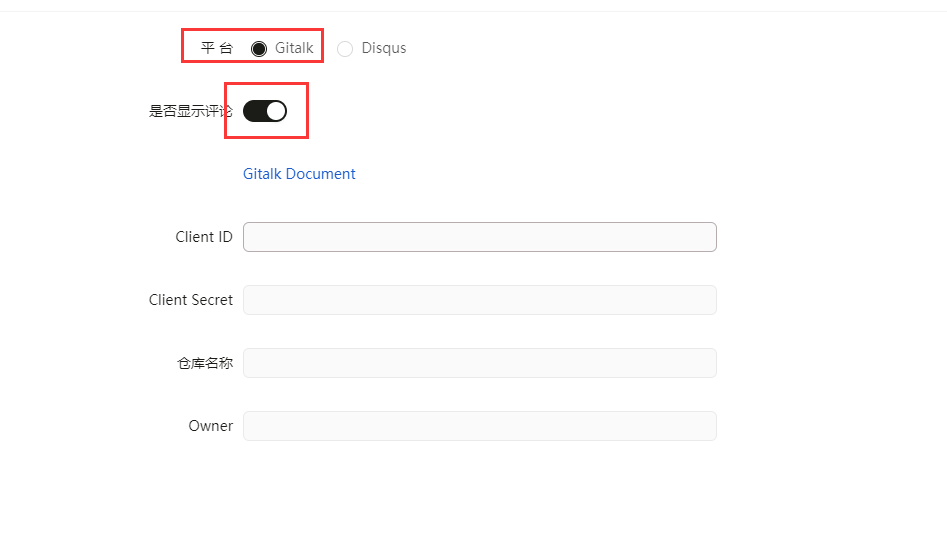 平 台 Gitalk Disqus
是否显示评论
Gitalk Document
Client ID
Client Secret
仓库名称
Owner